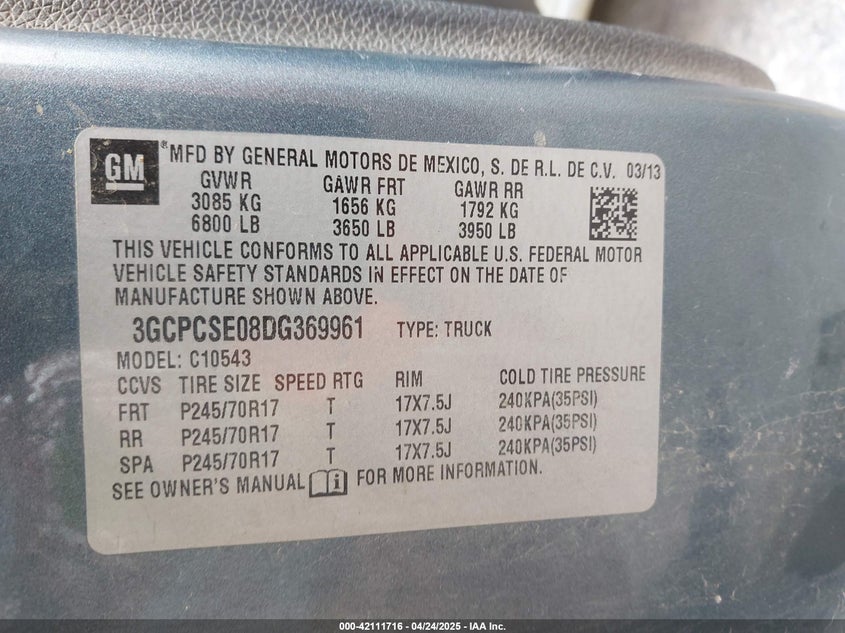 GM ® MFD BY GENERAL MOTORS DE MEXICO, S. DE R.L. DE C.V. 03/13
GVWR GAWR FRT GAWR RR
3085 KG 1656 KG 1792 KG
6800 LB 3650 LB 3950 LB
THIS VEHICLE CONFORMS TO ALL APPLICABLE U.S. FEDERAL MOTOR
VEHICLE SAFETY STANDARDS IN EFFECT ON THE DATE OF
MANUFACTURE SHOWN ABOVE.
3GCPCSE08DG369961 TYPE: TRUCK
MODEL: C10543
CCVS TIRE SIZE SPEED RTG RIM COLD TIRE PRESSURE
FRT P245/70R17 T 17X7.5J 240KPA(35PSI)
RR P245/70R17 T 17X7.5J 240KPA(35PSI)
SPA P245/70R17 T 17X7.5J 240KPA(35PSI)
SEE OWNER'S MANUAL i FOR MORE INFORMATION.
000-42111716 - 04/24/2025 - IAA Inc.